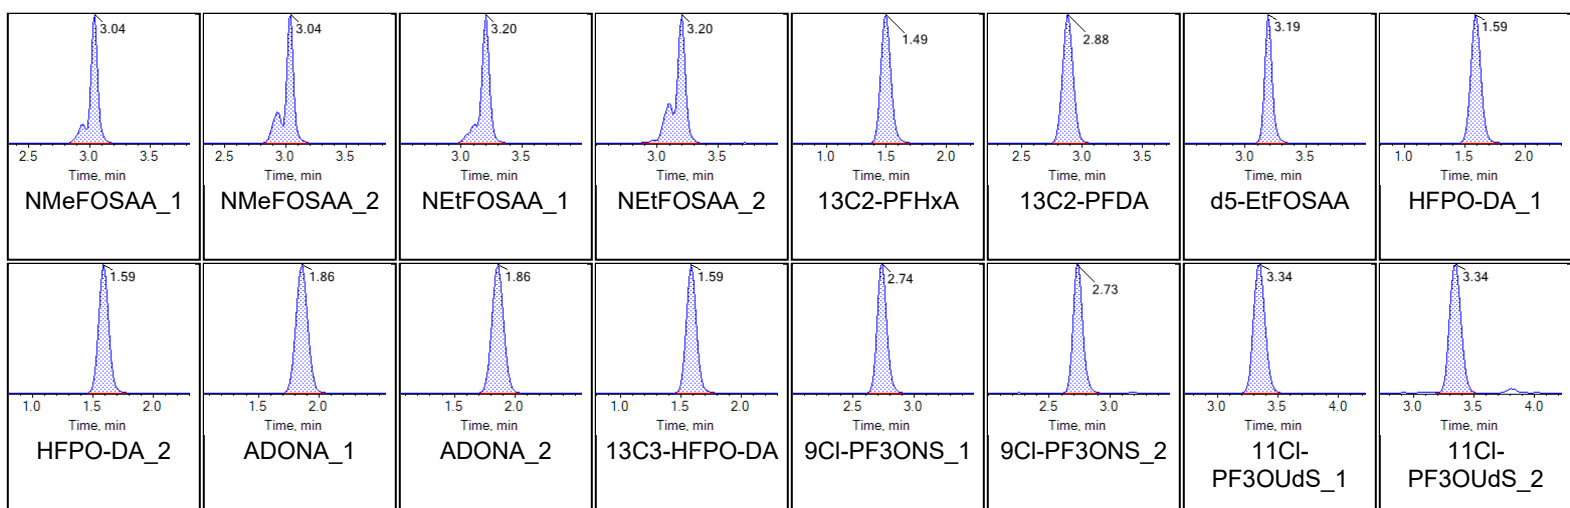 3.04
2.5 3.0 3.5
Time, min
NMeFOSAA_1
3.04
2.5 3.0 3.5
Time, min
NMeFOSAA_2
3.20
3.0 3.5
Time, min
NEtFOSAA_1
3.20
3.0 3.5
Time, min
NEtFOSAA_2
1.49
1.0 1.5 2.0
Time, min
13C2-PFHxA
2.88
2.5 3.0 3.5
Time, min
13C2-PFDA
3.19
3.0 3.5
Time, min
d5-EtFOSAA
1.59
1.0 1.5 2.0
Time, min
HFPO-DA_1
1.59
1.0 1.5 2.0
Time, min
HFPO-DA_2
1.86
1.5 2.0
Time, min
ADONA_1
1.86
1.5 2.0
Time, min
ADONA_2
1.59
1.0 1.5 2.0
Time, min
13C3-HFPO-DA
2.74
2.5 3.0
Time, min
9Cl-PF3ONS_1
2.73
2.5 3.0
Time, min
9Cl-PF3ONS_2
3.34
3.0 3.5 4.0
Time, min
11Cl-
PF3OUdS_1
3.34
3.0 3.5 4.0
Time, min
11Cl-
PF3OUdS_2